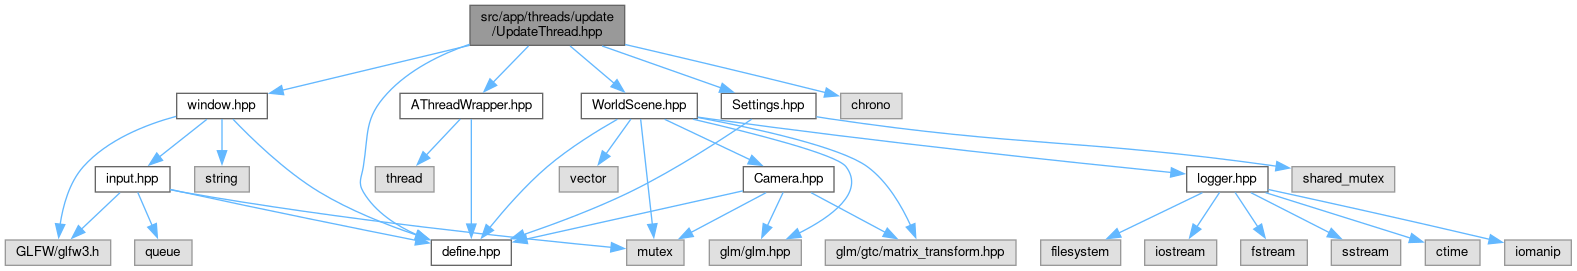 src/app/threads/update
/UpdateThread.hpp
window.hpp
AThreadWrapper.hpp
WorldScene.hpp
Settings.hpp
chrono
input.hpp
string
thread
vector
Camera.hpp
logger.hpp
shared_mutex
GLFW/glfw3.h
queue
define.hpp
mutex
glm/glm.hpp
glm/gtc/matrix_transform.hpp
filesystem
iostream
fstream
sstream
ctime
iomanip